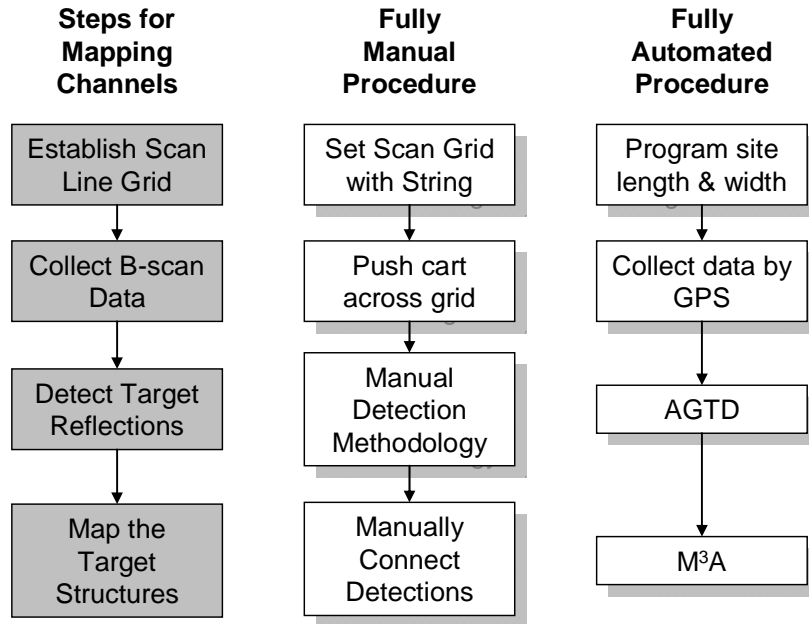 Steps for
Mapping
Channels
Establish Scan
Line Grid
Collect B-scan
Data
Detect Target
Reflections
Map the
Target
Structures
Fully
Manual
Procedure
Set Scan Grid
with String
Push cart
across grid
Manual
Detection
Methodology
Manually
Connect
Detections
Fully
Automated
Procedure
Program site
length & width
Collect data by
GPS
AGTD
M³A